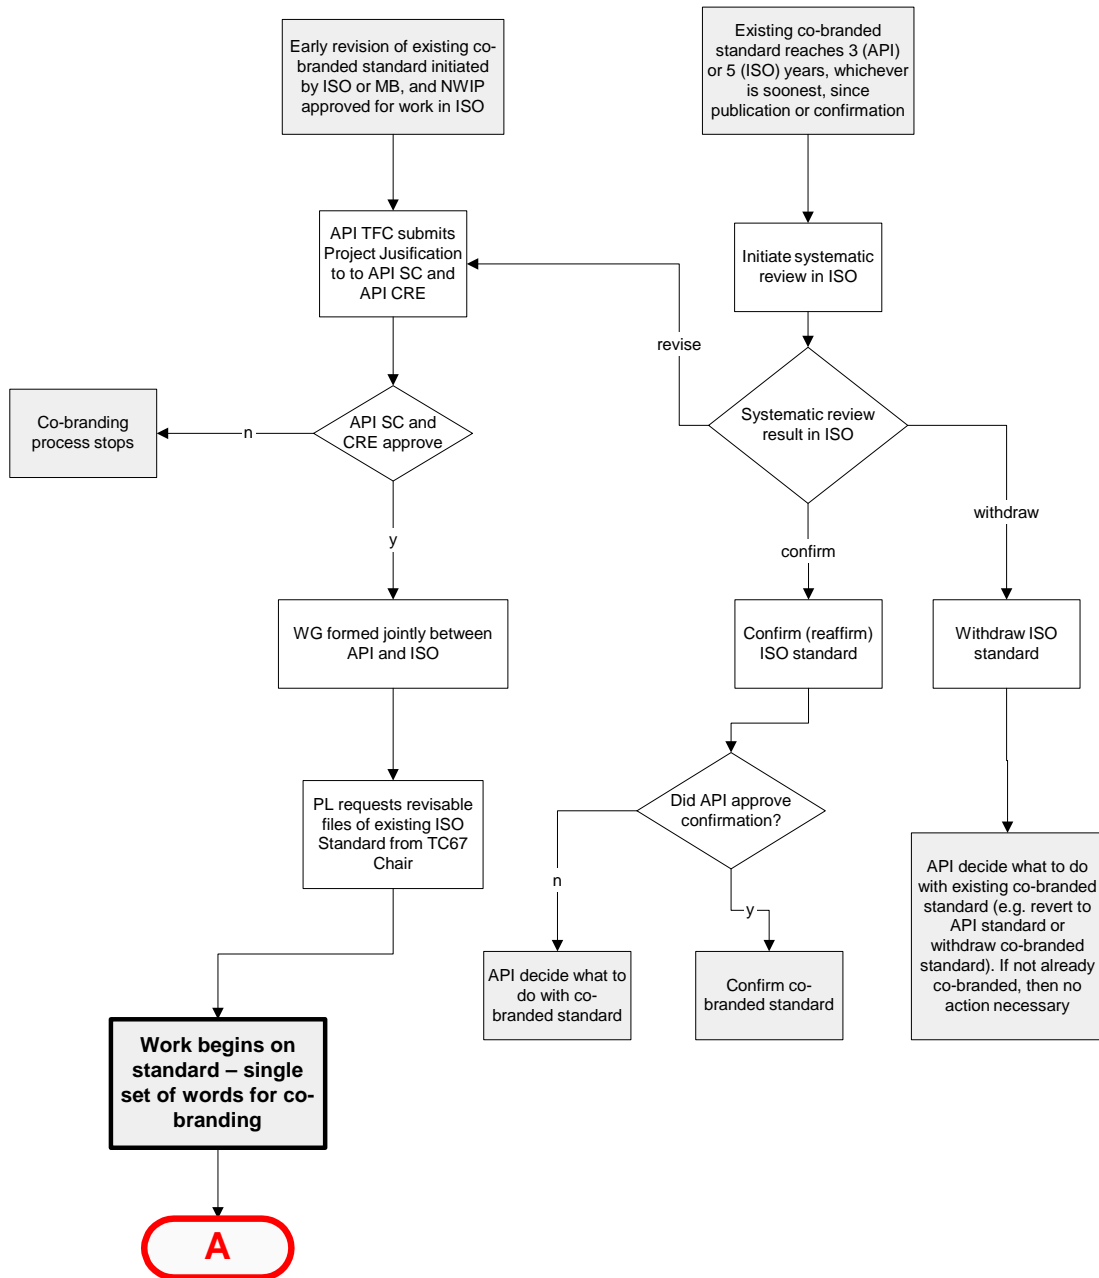 Early revision of existing co-
branded standard initiated
by ISO or MB, and NWIP
approved for work in ISO
Existing co-branded
standard reaches 3 (API)
or 5 (ISO) years, whichever
is soonest, since
publication or confirmation
API TFC submits
Project Jusification
to to API SC and
API CRE
Initiate systematic
review in ISO
revise
Co-branding
process stops
n
API SC and
CRE approve
Systematic review
result in ISO
withdraw
y
confirm
WG formed jointly between
API and ISO
Confirm (reaffirm)
ISO standard
Withdraw ISO
standard
PL requests revisable
files of existing ISO
Standard from TC67
Chair
Did API approve
confirmation?
n
y
API decide what to do
with existing co-branded
standard (e.g. revert to
API standard or
withdraw co-branded
standard). If not already
co-branded, then no
action necessary
API decide what to
do with co-
branded standard
Confirm co-
branded standard
Work begins on
standard – single
set of words for co-
branding
A